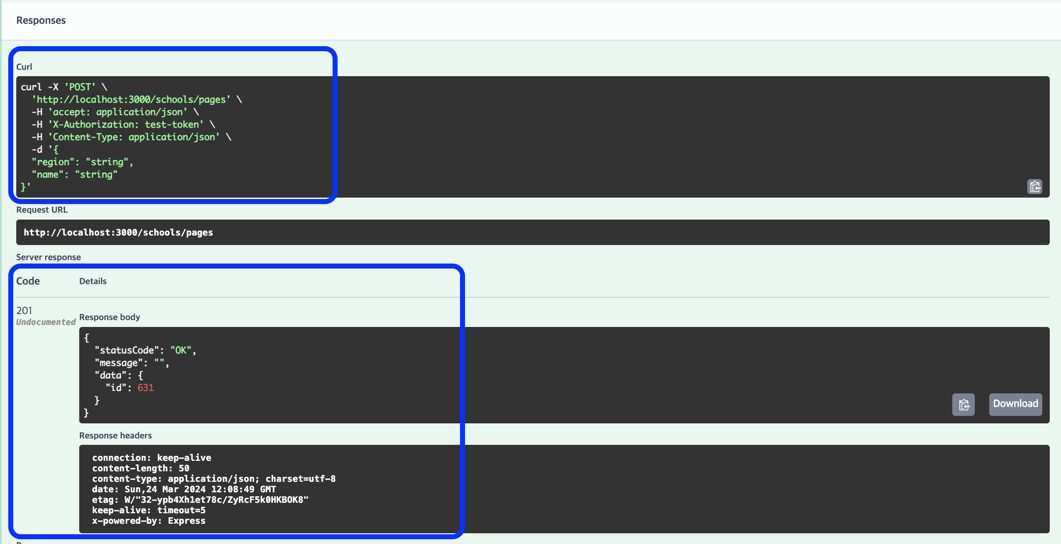 Responses
Curl
curl -X 'POST' \
  'http://localhost:3000/schools/pages' \
  -H 'accept: application/json' \
  -H 'X-Authorization: test-token' \
  -H 'Content-Type: application/json' \
  -d '{
  "region": "string",
  "name": "string"
}'
Request URL
http://localhost:3000/schools/pages
Server response
Code Details
201
Undocumented
Response body
{
  "statusCode": "OK",
  "message": "",
  "data": {
    "id": 631
  }
}
Download
Response headers
connection: keep-alive
content-length: 50
content-type: application/json; charset=utf-8
date: Sun,24 Mar 2024 12:08:49 GMT
etag: W/"32-ypb4Xh1et78c/ZyRcF5k0HKBOK8"
keep-alive: timeout=5
x-powered-by: Express